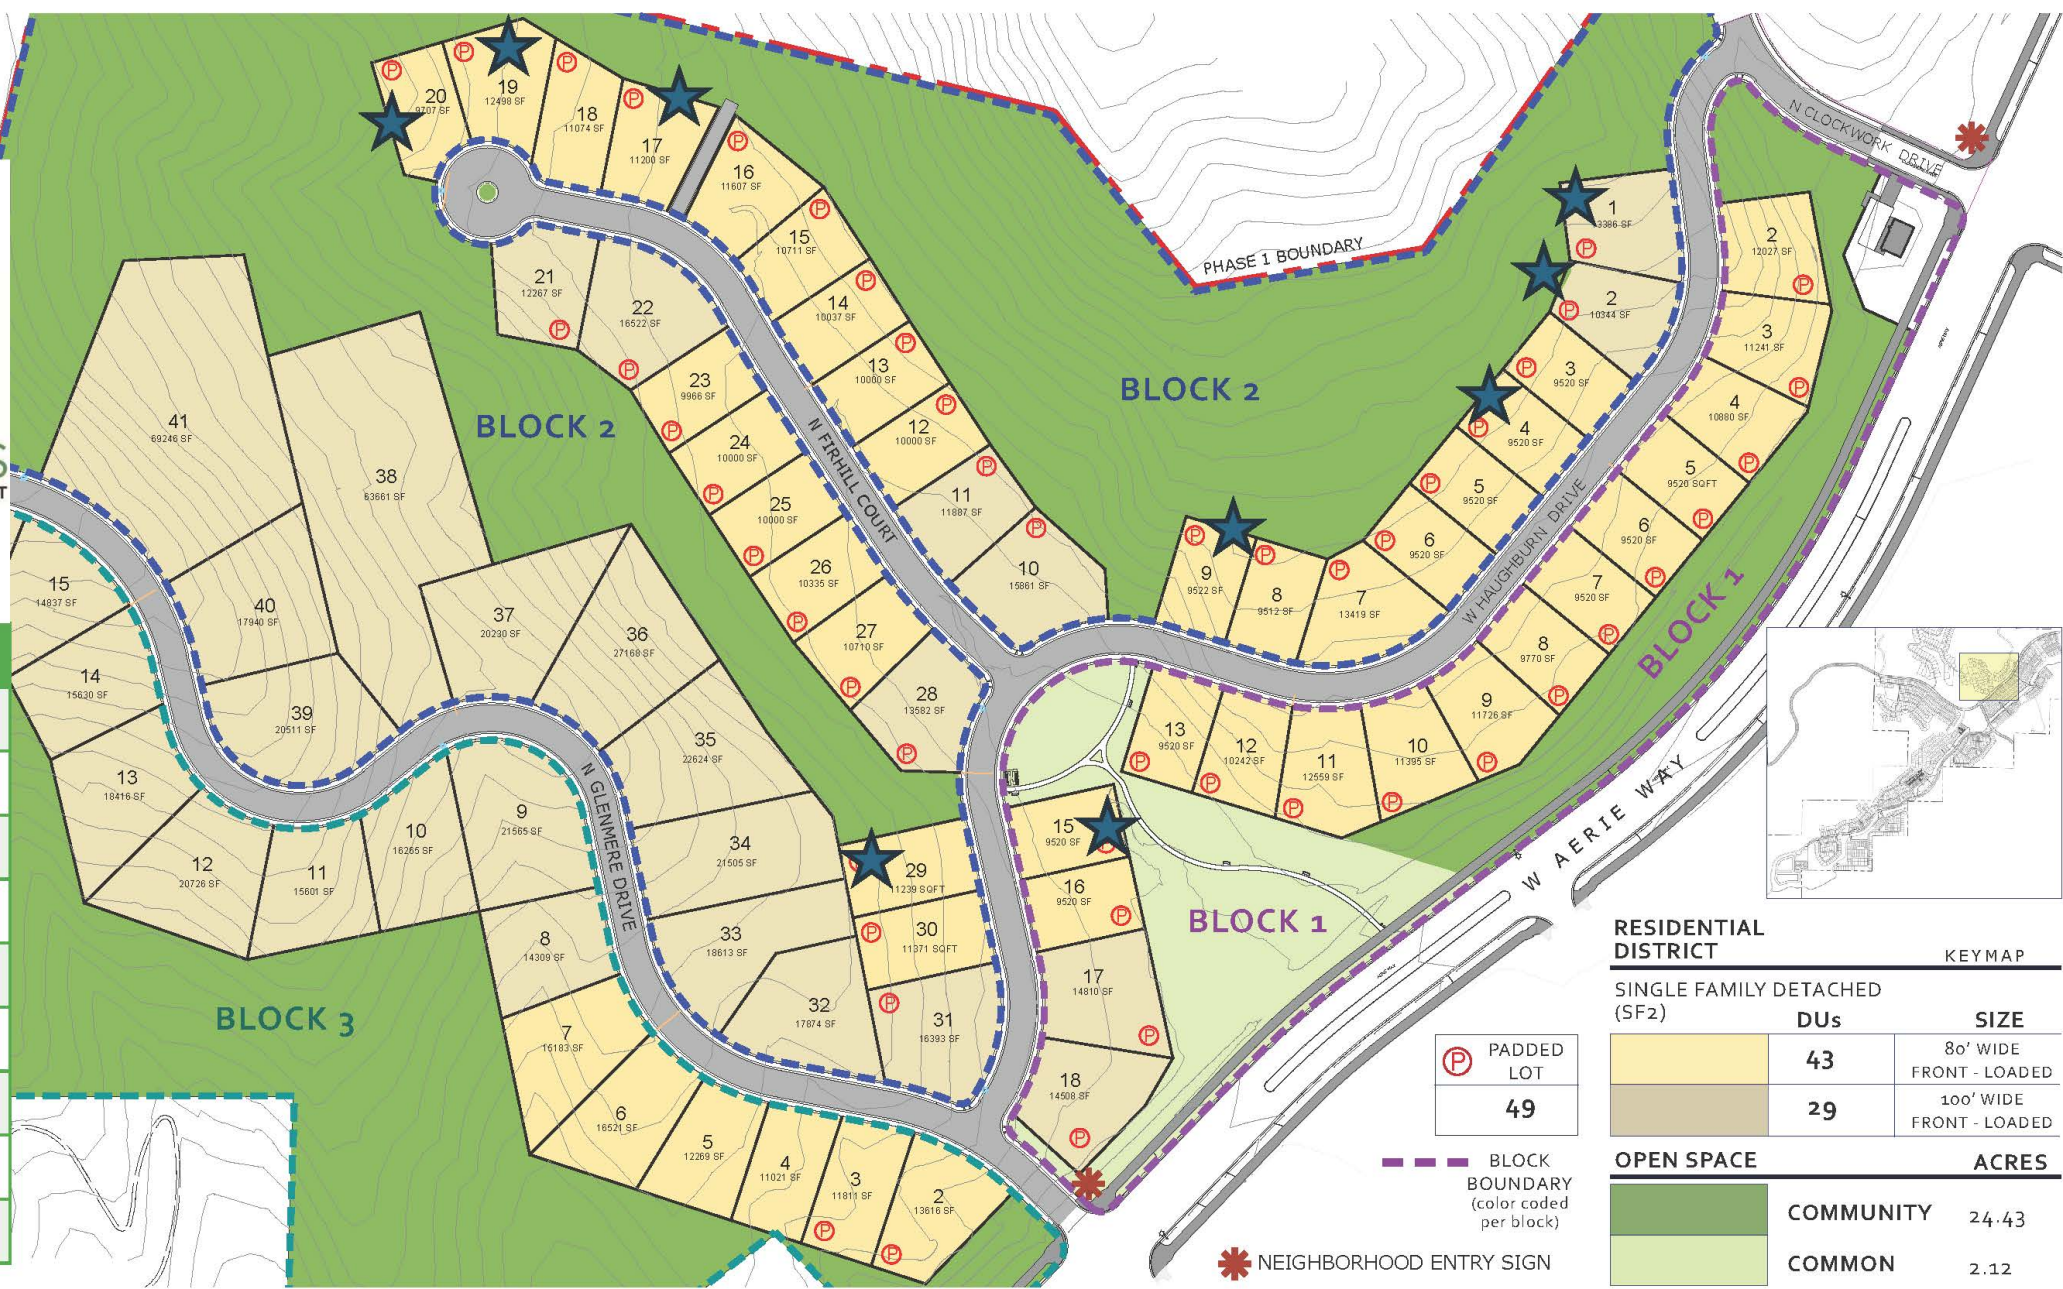 20
9707 SF
19
12498 SF
18
11074 SF
17
11200 SF
16
11607 SF
15
10711 SF
14
10037 SF
13
10000 SF
12
10000 SF
11
11887 SF
10
15861 SF
21
12267 SF
22
16522 SF
23
9966 SF
24
10000 SF
25
10000 SF
26
10335 SF
27
10710 SF
28
13582 SF
N FIRHILL COURT
BLOCK 2
BLOCK 2
PHASE 1 BOUNDARY
N CLOCKWORK DRIVE
1
13386 SF
2
10344 SF
3
9520 SF
4
9520 SF
5
9520 SF
6
9520 SF
7
13419 SF
8
9512 SF
9
9522 SF
W HAUGHBURN DRIVE
2
12027 SF
3
11241 SF
4
10880 SF
5
9520 SQFT
6
9520 SF
7
9520 SF
8
9770 SF
9
11726 SF
10
11395 SF
11
12559 SF
12
10242 SF
13
9520 SF
BLOCK 1
15
9520 SF
16
9520 SF
17
14810 SF
18
14508 SF
BLOCK 1
W AERIE WAY
41
69246 SF
38
63661 SF
40
17940 SF
39
20511 SF
37
20230 SF
36
27168 SF
35
22624 SF
34
21505 SF
33
18613 SF
32
17874 SF
29
11239 SQFT
30
11371 SQFT
31
16393 SF
15
14837 SF
14
15630 SF
13
18416 SF
12
20726 SF
11
15601 SF
10
16265 SF
9
21565 SF
8
14309 SF
7
15183 SF
6
16521 SF
5
12269 SF
4
11021 SF
3
11811 SF
2
13616 SF
N GLENMERE DRIVE
BLOCK 3
RESIDENTIAL
DISTRICT
KEYMAP
SINGLE FAMILY DETACHED
(SF2)
DUs
SIZE
43
80' WIDE
FRONT - LOADED
29
100' WIDE
FRONT - LOADED
OPEN SPACE
ACRES
COMMUNITY
24.43
COMMON
2.12
P
PADDED
LOT
49
BLOCK
BOUNDARY
(color coded
per block)
NEIGHBORHOOD ENTRY SIGN